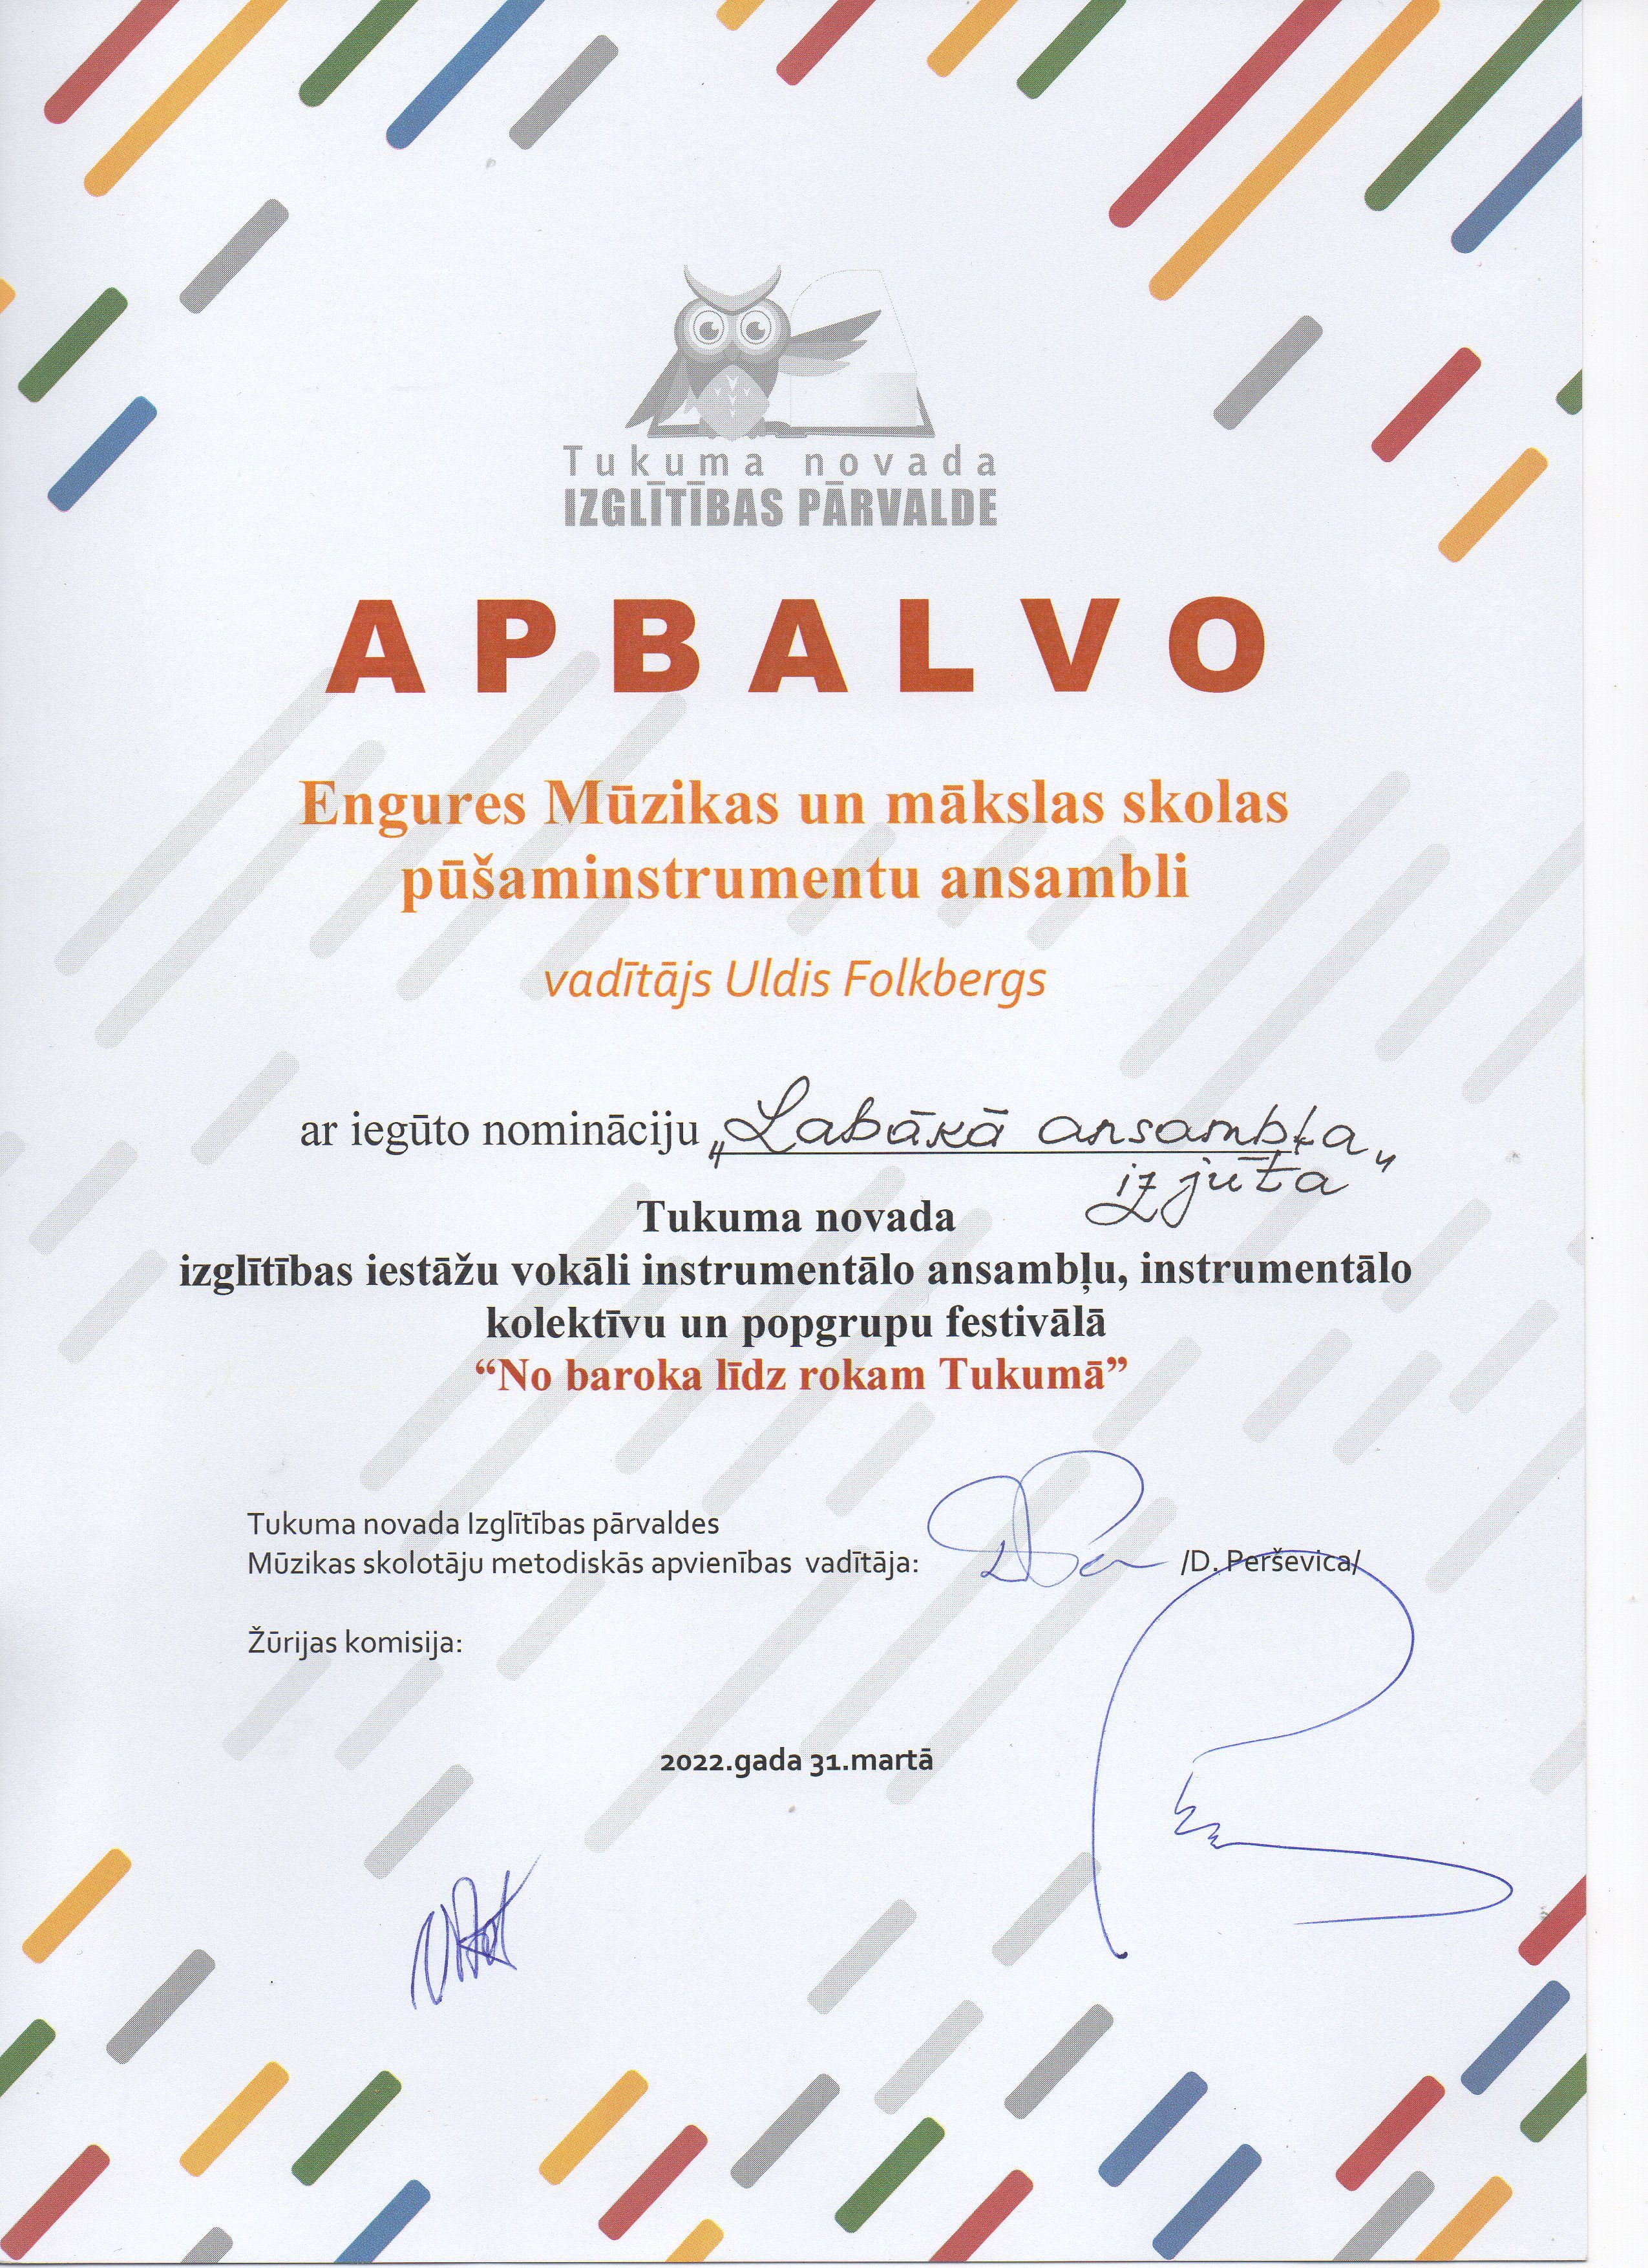 Tukuma novada
IZGLĪTĪBAS PĀRVALDE
APBALVO
Engures Mūzikas un mākslas skolas
pūšaminstrumentu ansambli
vadītājs Uldis Folkbergs
ar iegūto nomināciju „Labākā ansambļa„
izjūta
Tukuma novada
izglītības iestāžu vokāli instrumentālo ansambļu, instrumentālo
kolektīvu un popgrupu festivālā
“No baroka līdz rokam Tukumā”
Tukuma novada Izglītības pārvaldes
Mūzikas skolotāju metodiskās apvienības vadītāja: /D. Perševica/
Žūrijas komisija:
2022.gada 31.martā